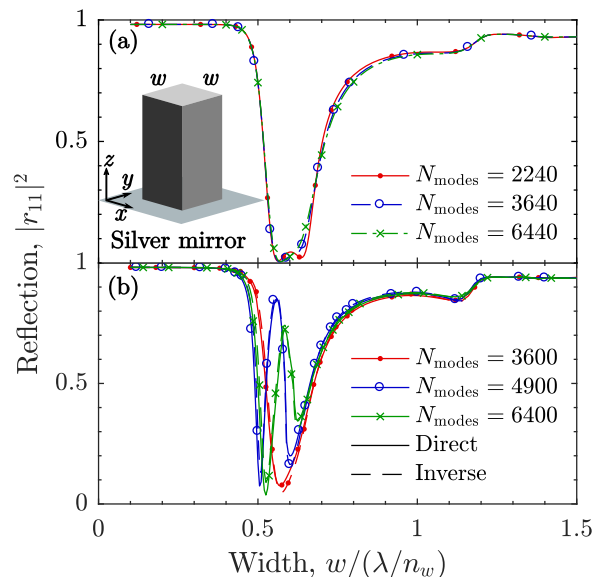 1
(a)
w w
z
y
x
Silver mirror
0.5
N_modes = 2240
N_modes = 3640
N_modes = 6440
Reflection, |r_11|^2
1
(b)
0.5
N_modes = 3600
N_modes = 4900
N_modes = 6400
Direct
Inverse
0
0 0.5 1 1.5
Width, w/(λ/n_w)